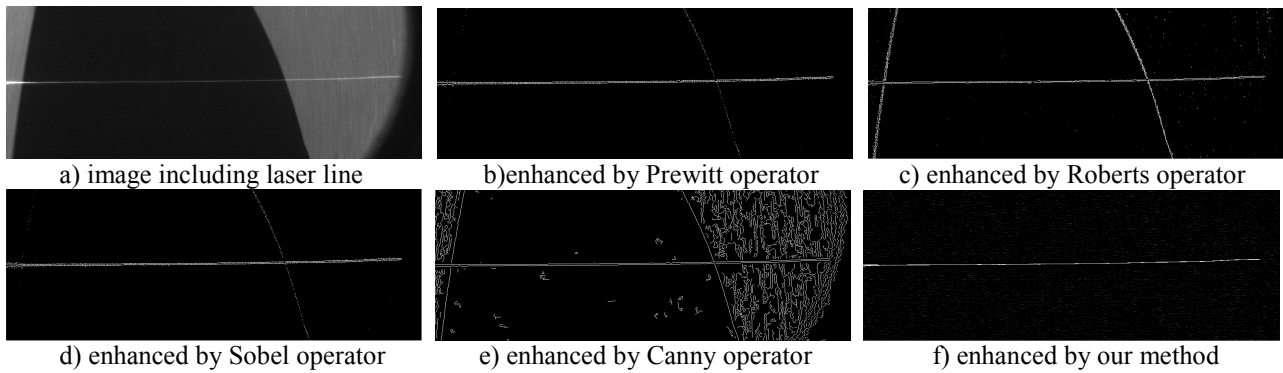 a) image including laser line
b)enhanced by Prewitt operator
c) enhanced by Roberts operator
d) enhanced by Sobel operator
e) enhanced by Canny operator
f) enhanced by our method